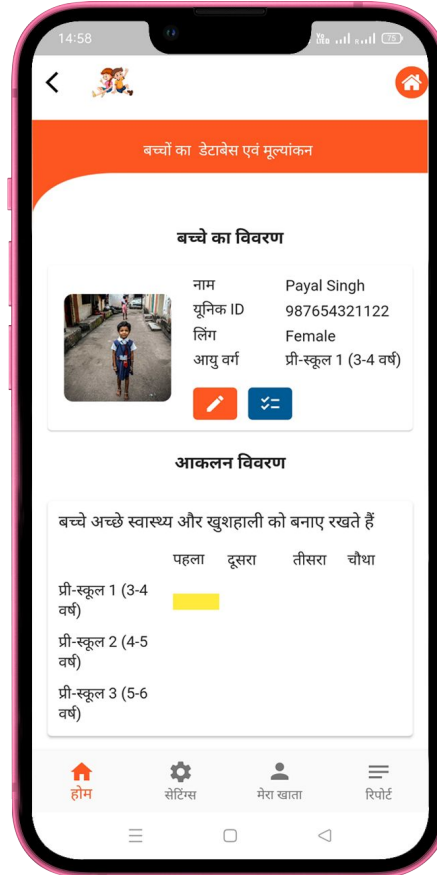 14:58
75
बच्चों का डेटाबेस एवं मूल्यांकन
बच्चे का विवरण
नाम Payal Singh
यूनिक ID 987654321122
लिंग Female
आयु वर्ग प्री-स्कूल 1 (3-4 वर्ष)
आकलन विवरण
बच्चे अच्छे स्वास्थ्य और खुशहाली को बनाए रखते हैं
पहला दूसरा तीसरा चौथा
प्री-स्कूल 1 (3-4
वर्ष)
प्री-स्कूल 2 (4-5
वर्ष)
प्री-स्कूल 3 (5-6
वर्ष)
होम सेटिंग्स मेरा खाता रिपोर्ट